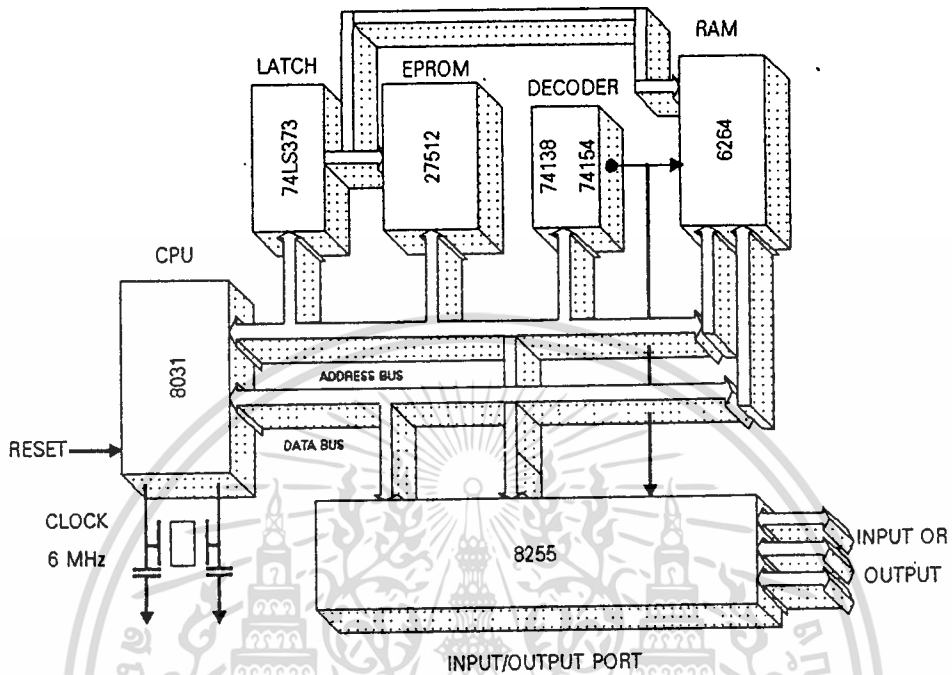 RAM
LATCH
EPROM
DECODER
74LS373
27512
74138
74154
6264
CPU
8031
ADDRESS BUS
DATA BUS
RESET
CLOCK
6 MHz
8255
INPUT OR
OUTPUT
INPUT/OUTPUT PORT